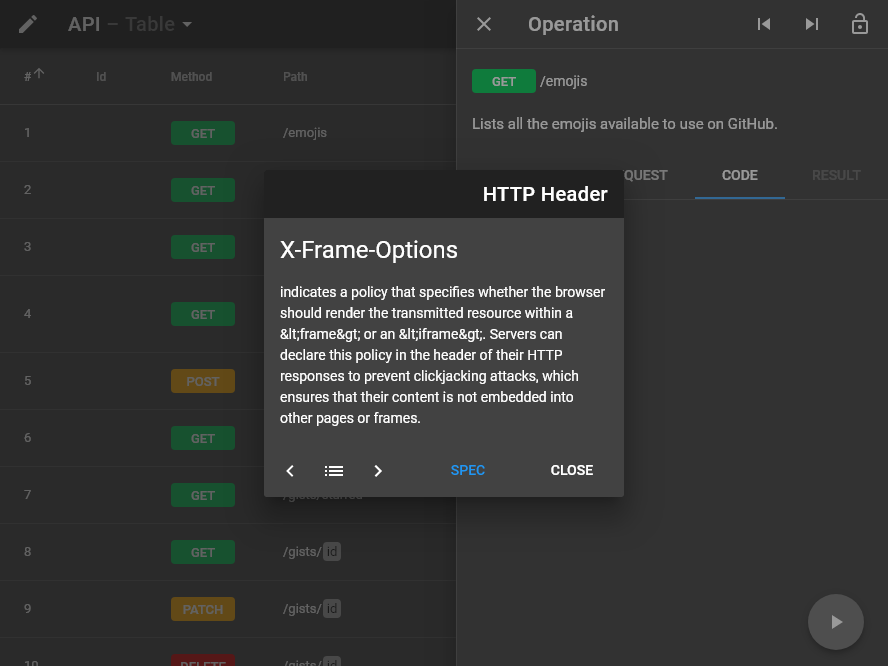 API – Table
Operation
# Id Method Path
GET /emojis
Lists all the emojis available to use on GitHub.
QUEST CODE RESULT
1 GET /emojis
2 GET
3 GET
4 GET
5 POST
6 GET
7 GET
8 GET /gists/ id
9 PATCH /gists/ id
10 DELETE /gists/ id
HTTP Header
X-Frame-Options
indicates a policy that specifies whether the browser
should render the transmitted resource within a
&lt;frame&gt; or an &lt;iframe&gt;. Servers can
declare this policy in the header of their HTTP
responses to prevent clickjacking attacks, which
ensures that their content is not embedded into
other pages or frames.
SPEC CLOSE